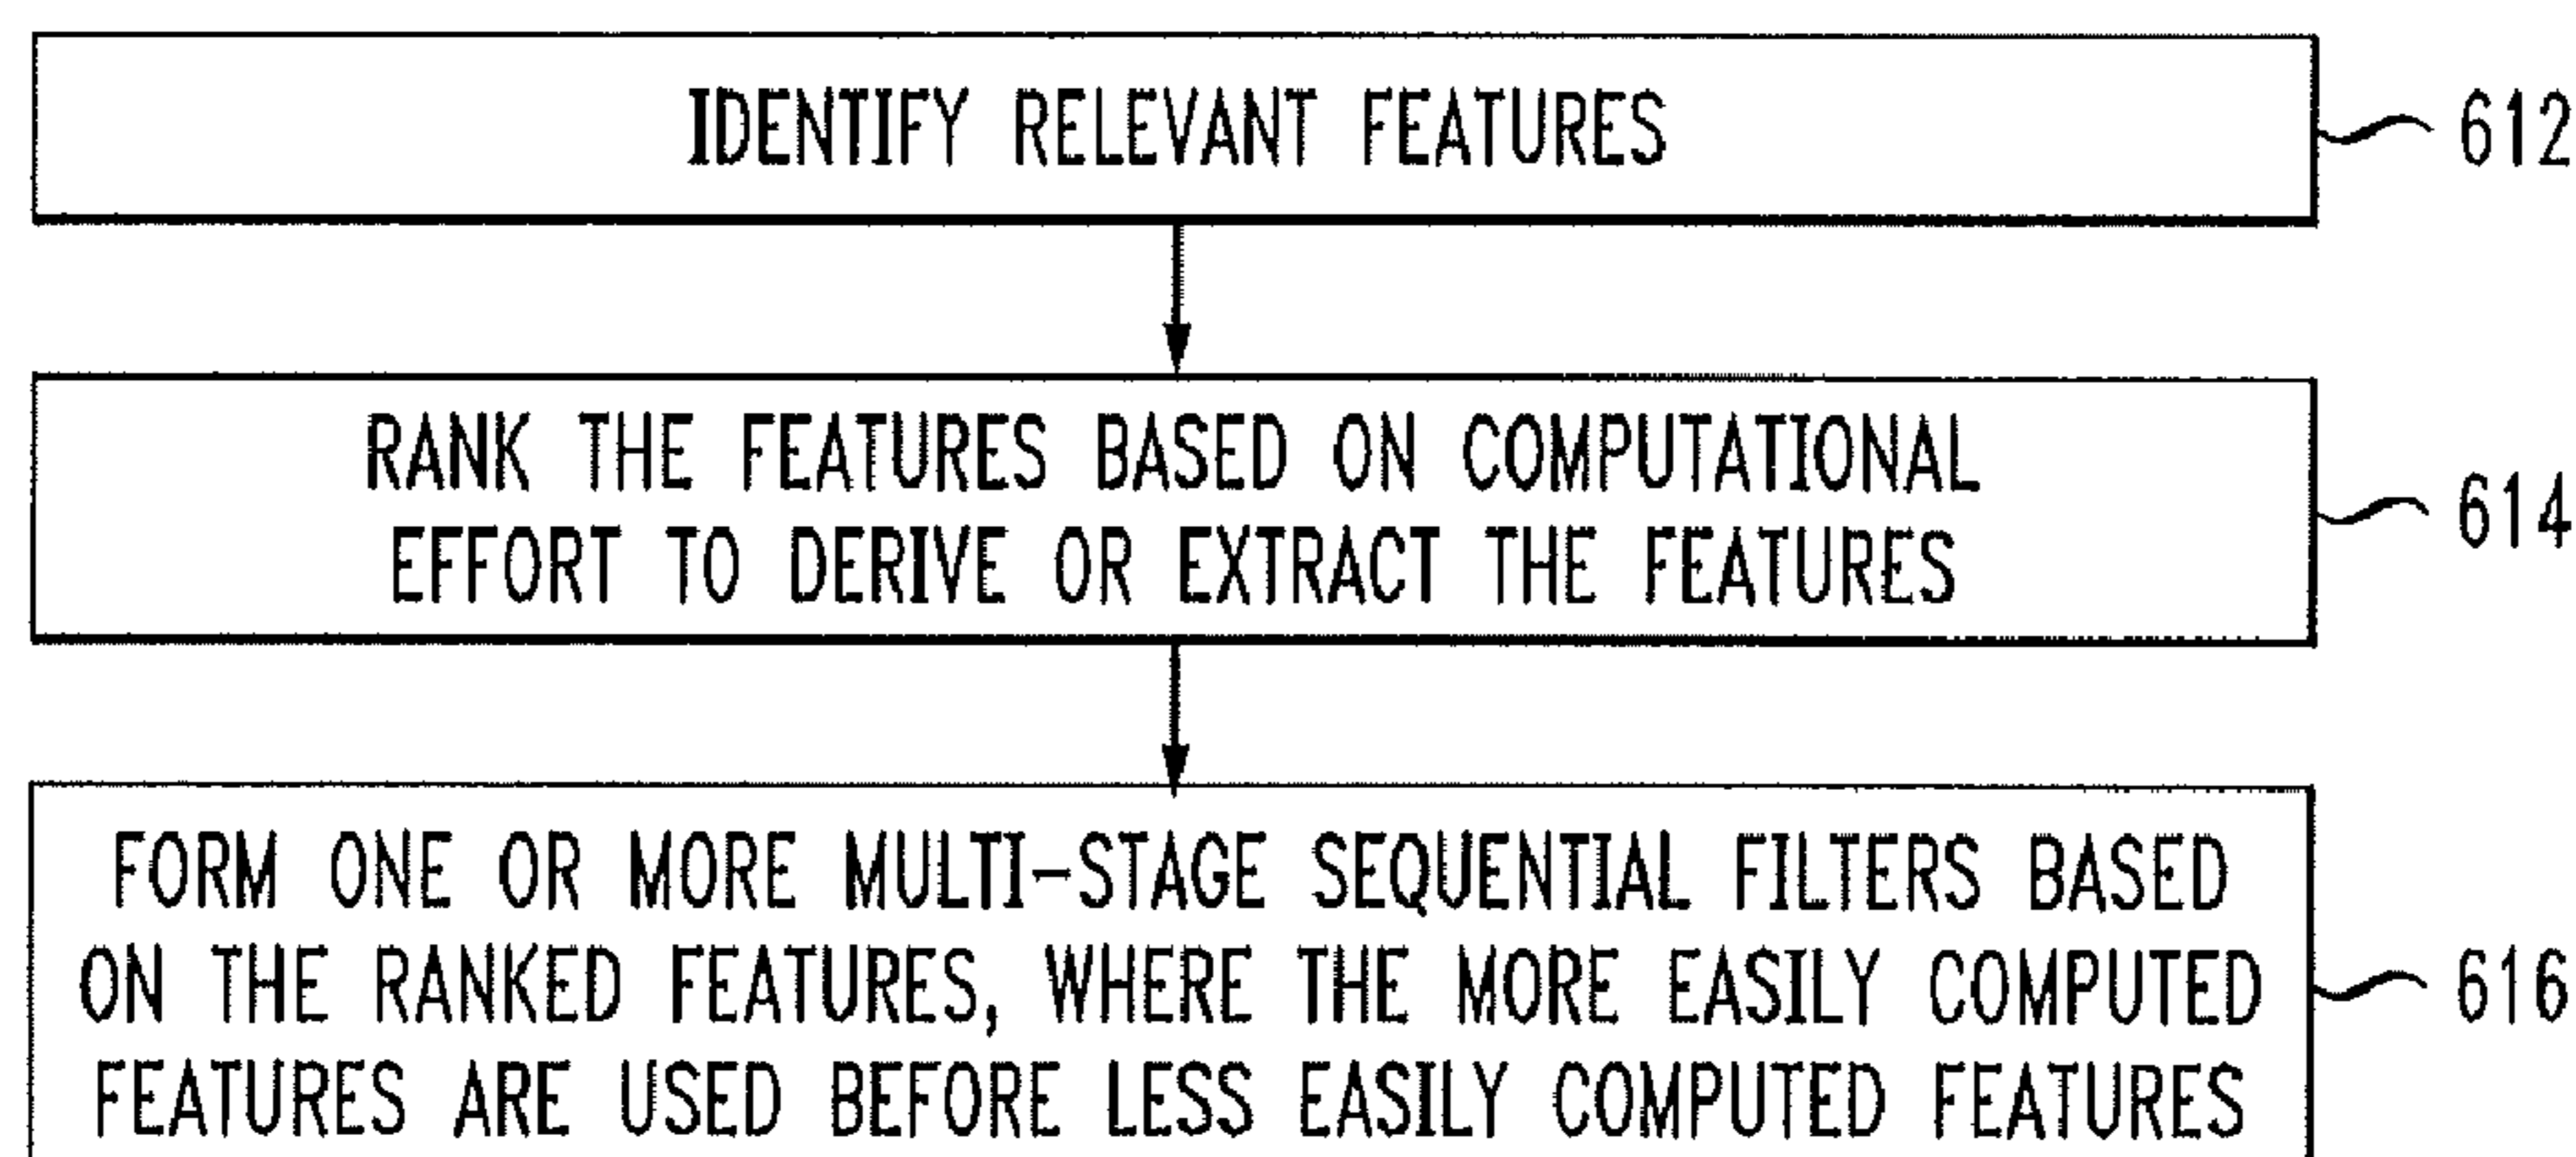 IDENTIFY RELEVANT FEATURES
612
RANK THE FEATURES BASED ON COMPUTATIONAL
EFFORT TO DERIVE OR EXTRACT THE FEATURES
614
FORM ONE OR MORE MULTI-STAGE SEQUENTIAL FILTERS BASED
ON THE RANKED FEATURES, WHERE THE MORE EASILY COMPUTED
FEATURES ARE USED BEFORE LESS EASILY COMPUTED FEATURES
616